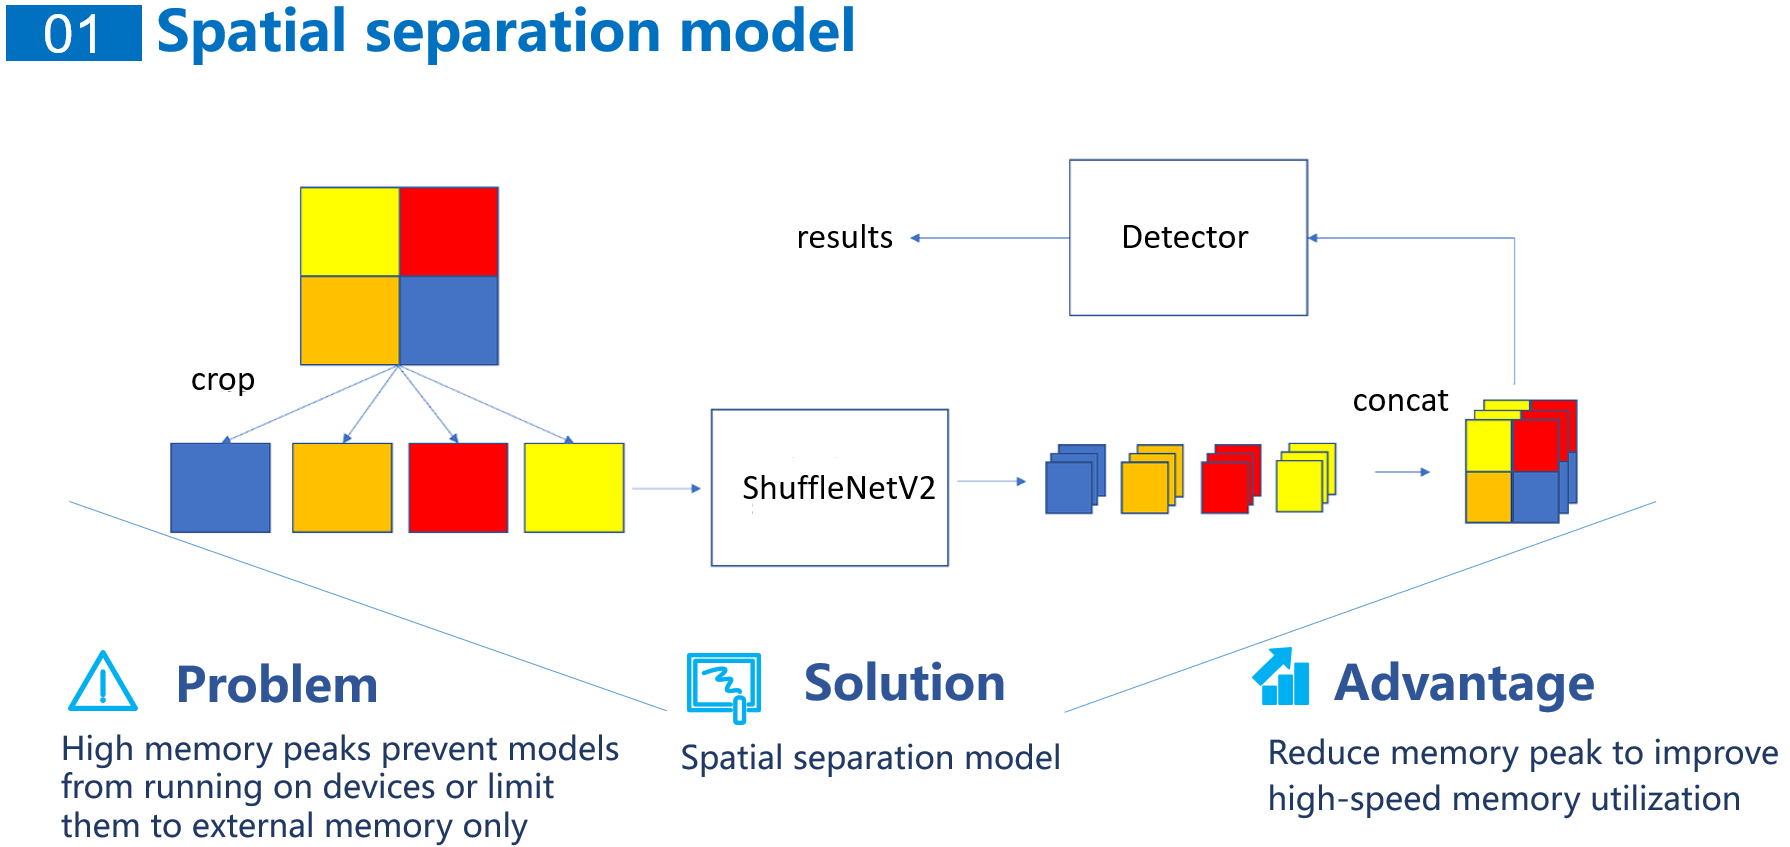 01 Spatial separation model
results
Detector
crop
concat
ShuffleNetV2
Problem
High memory peaks prevent models
from running on devices or limit
them to external memory only
Solution
Spatial separation model
Advantage
Reduce memory peak to improve
high-speed memory utilization